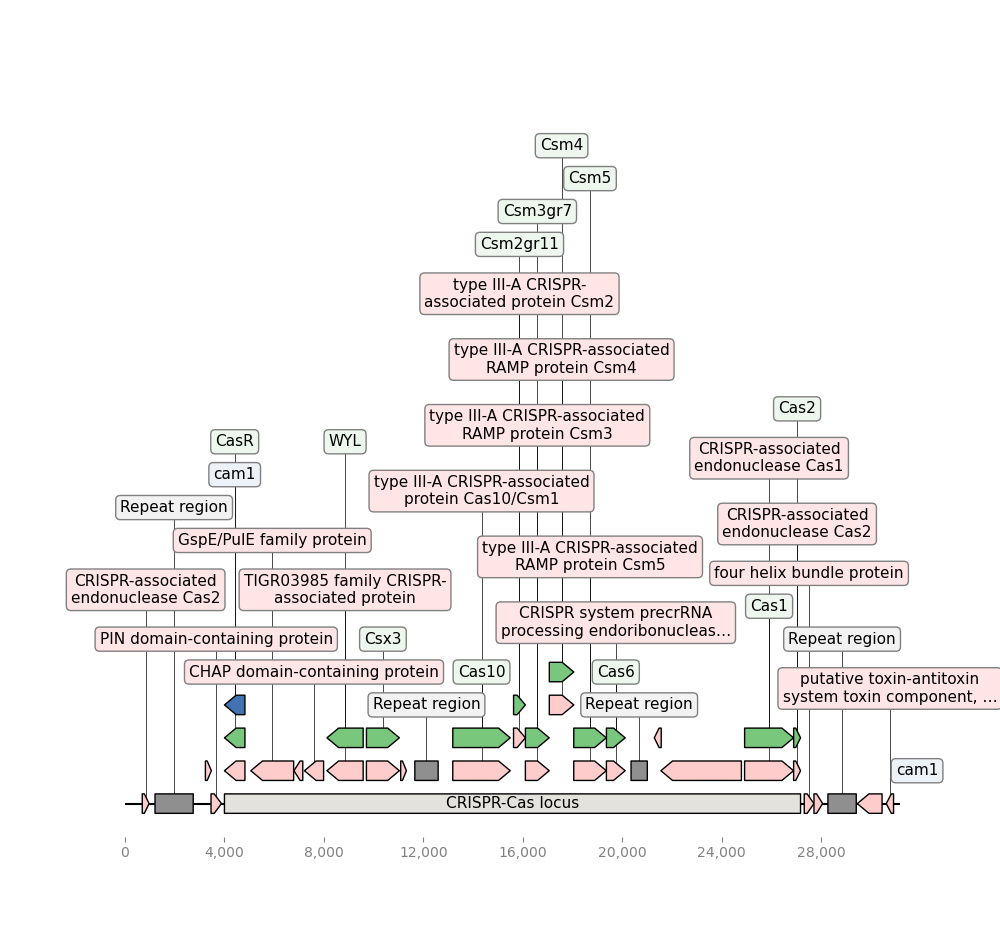 Csm4
Csm5
Csm3gr7
Csm2gr11
type III-A CRISPR-
associated protein Csm2
type III-A CRISPR-associated
RAMP protein Csm4
Cas2
type III-A CRISPR-associated
RAMP protein Csm3
CasR
WYL
CRISPR-associated
endonuclease Cas1
cam1
type III-A CRISPR-associated
protein Cas10/Csm1
Repeat region
CRISPR-associated
endonuclease Cas2
GspE/PulE family protein
type III-A CRISPR-associated
RAMP protein Csm5
four helix bundle protein
CRISPR-associated
endonuclease Cas2
TIGR03985 family CRISPR-
associated protein
Cas1
CRISPR system precrRNA
processing endoribonucleas…
PIN domain-containing protein
Csx3
Repeat region
CHAP domain-containing protein
Cas10
Cas6
putative toxin-antitoxin
system toxin component, …
Repeat region
Repeat region
cam1
CRISPR-Cas locus
0
4,000
8,000
12,000
16,000
20,000
24,000
28,000